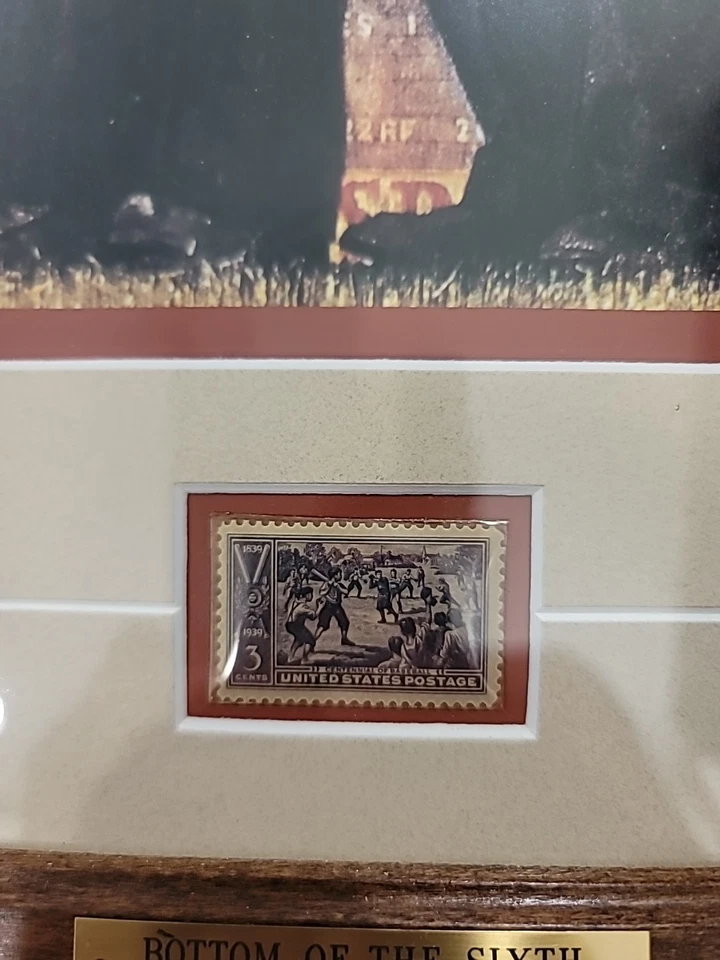 1839
1939
3
CENTS
CENTENNIAL OF BASEBALL
UNITED STATES POSTAGE
BOTTOM OF THE SIXTH